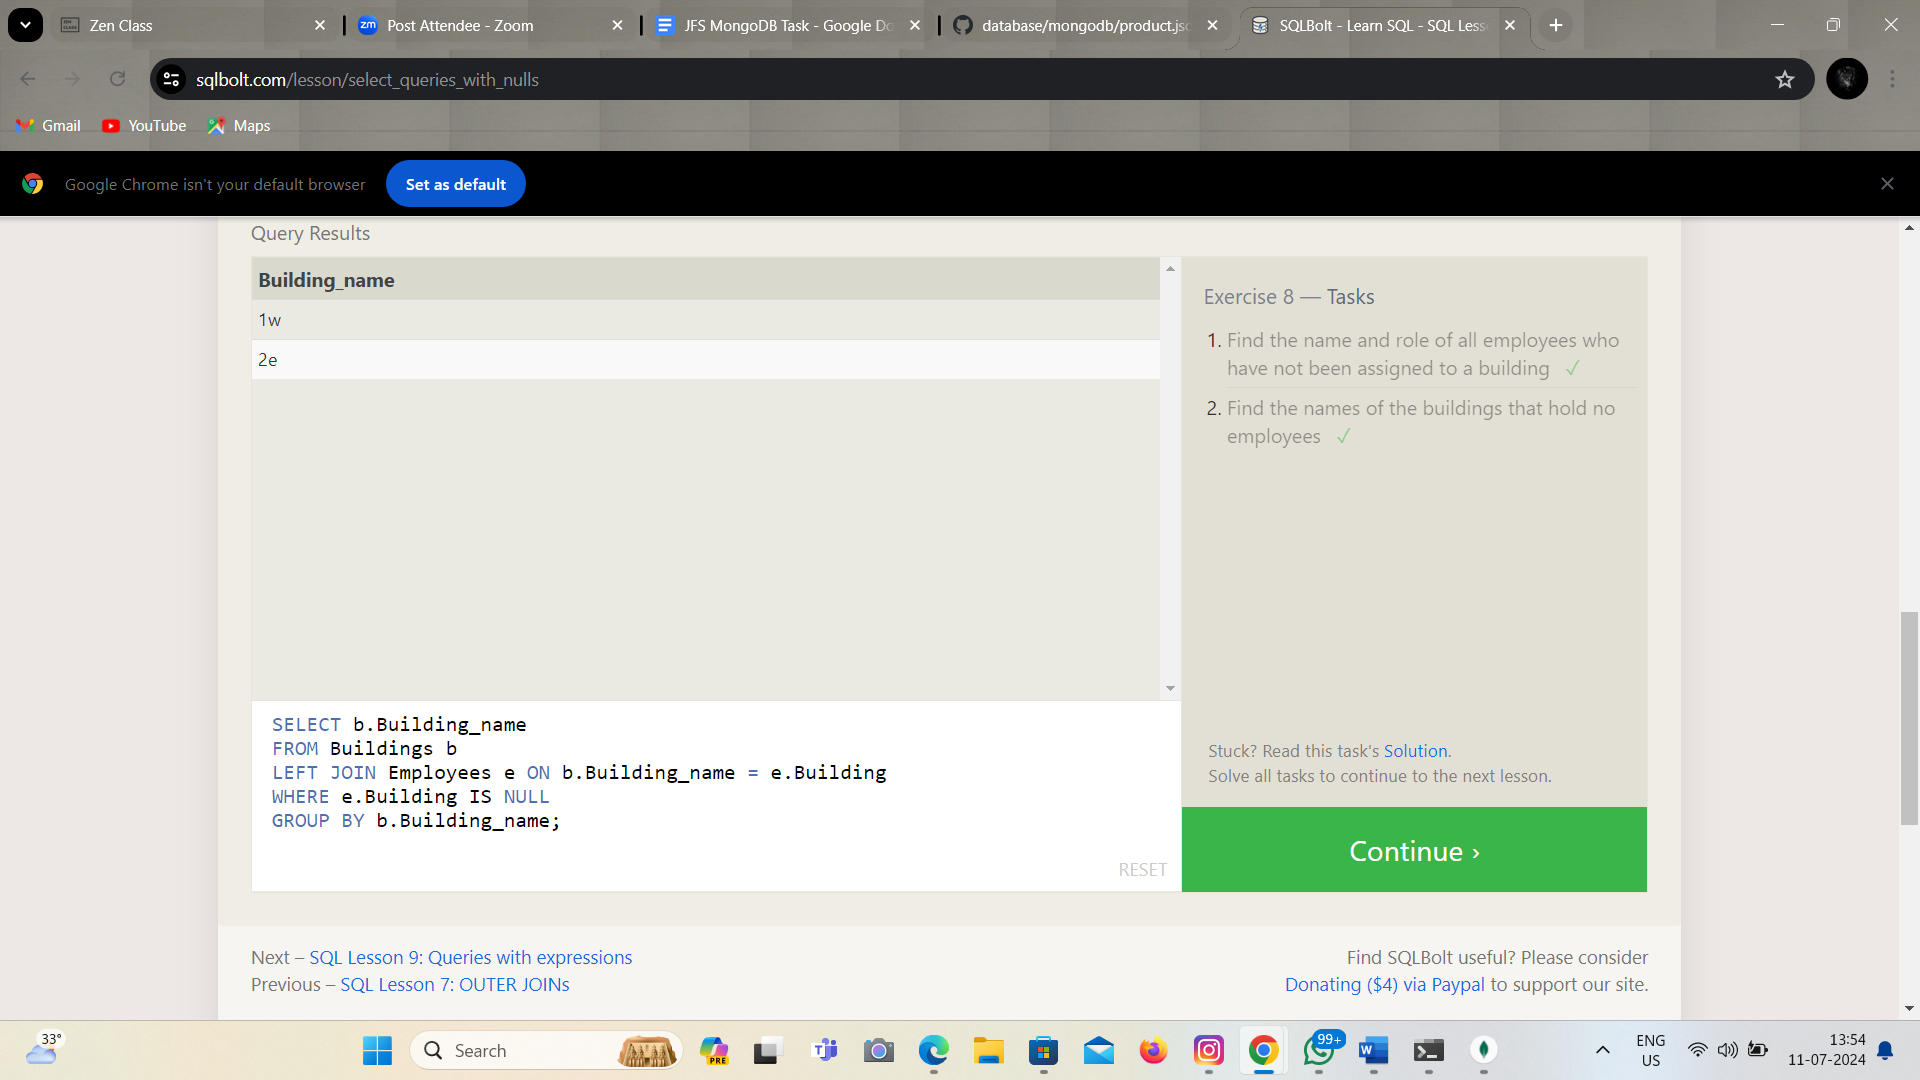 Zen Class
Post Attendee - Zoom
JFS MongoDB Task - Google Do
database/mongodb/product.jsc
SQLBolt - Learn SQL - SQL Less
sqlbolt.com/lesson/select_queries_with_nulls
Gmail
YouTube
Maps
Google Chrome isn't your default browser
Set as default
Query Results
Building_name
1w
2e
Exercise 8 — Tasks
1. Find the name and role of all employees who
have not been assigned to a building ✓
2. Find the names of the buildings that hold no
employees ✓
SELECT b.Building_name
FROM Buildings b
LEFT JOIN Employees e ON b.Building_name = e.Building
WHERE e.Building IS NULL
GROUP BY b.Building_name;
RESET
Stuck? Read this task's Solution.
Solve all tasks to continue to the next lesson.
Continue ›
Next – SQL Lesson 9: Queries with expressions
Previous – SQL Lesson 7: OUTER JOINs
Find SQLBolt useful? Please consider
Donating ($4) via Paypal to support our site.
33°
Search
PRE
99+
ENG
US
13:54
11-07-2024